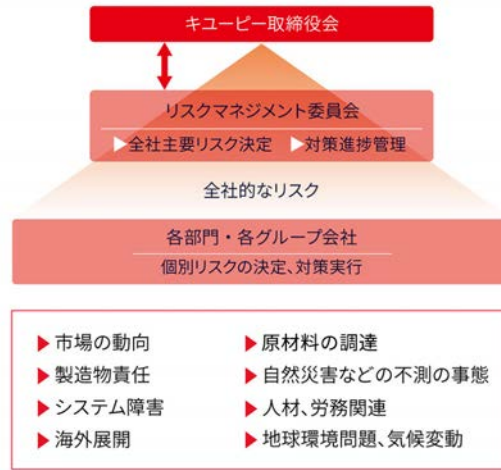 キユーピー取締役会
リスクマネジメント委員会
▶全社主要リスク決定 ▶対策進捗管理
全社的なリスク
各部門・各グループ会社
個別リスクの決定、対策実行
▶市場の動向
▶製造物責任
▶システム障害
▶海外展開
▶原材料の調達
▶自然災害などの不測の事態
▶人材、労務関連
▶地球環境問題、気候変動